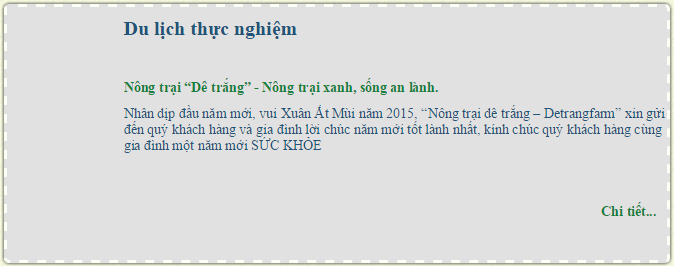 Du lịch thực nghiệm
Nông trại “Dê trắng” - Nông trại xanh, sống an lành.
Nhân dịp đầu năm mới, vui Xuân Ất Mùi năm 2015, “Nông trại dê trắng – Detrangfarm” xin gửi
đến quý khách hàng và gia đình lời chúc năm mới tốt lành nhất, kính chúc quý khách hàng cùng
gia đình một năm mới SỨC KHỎE
Chi tiết...